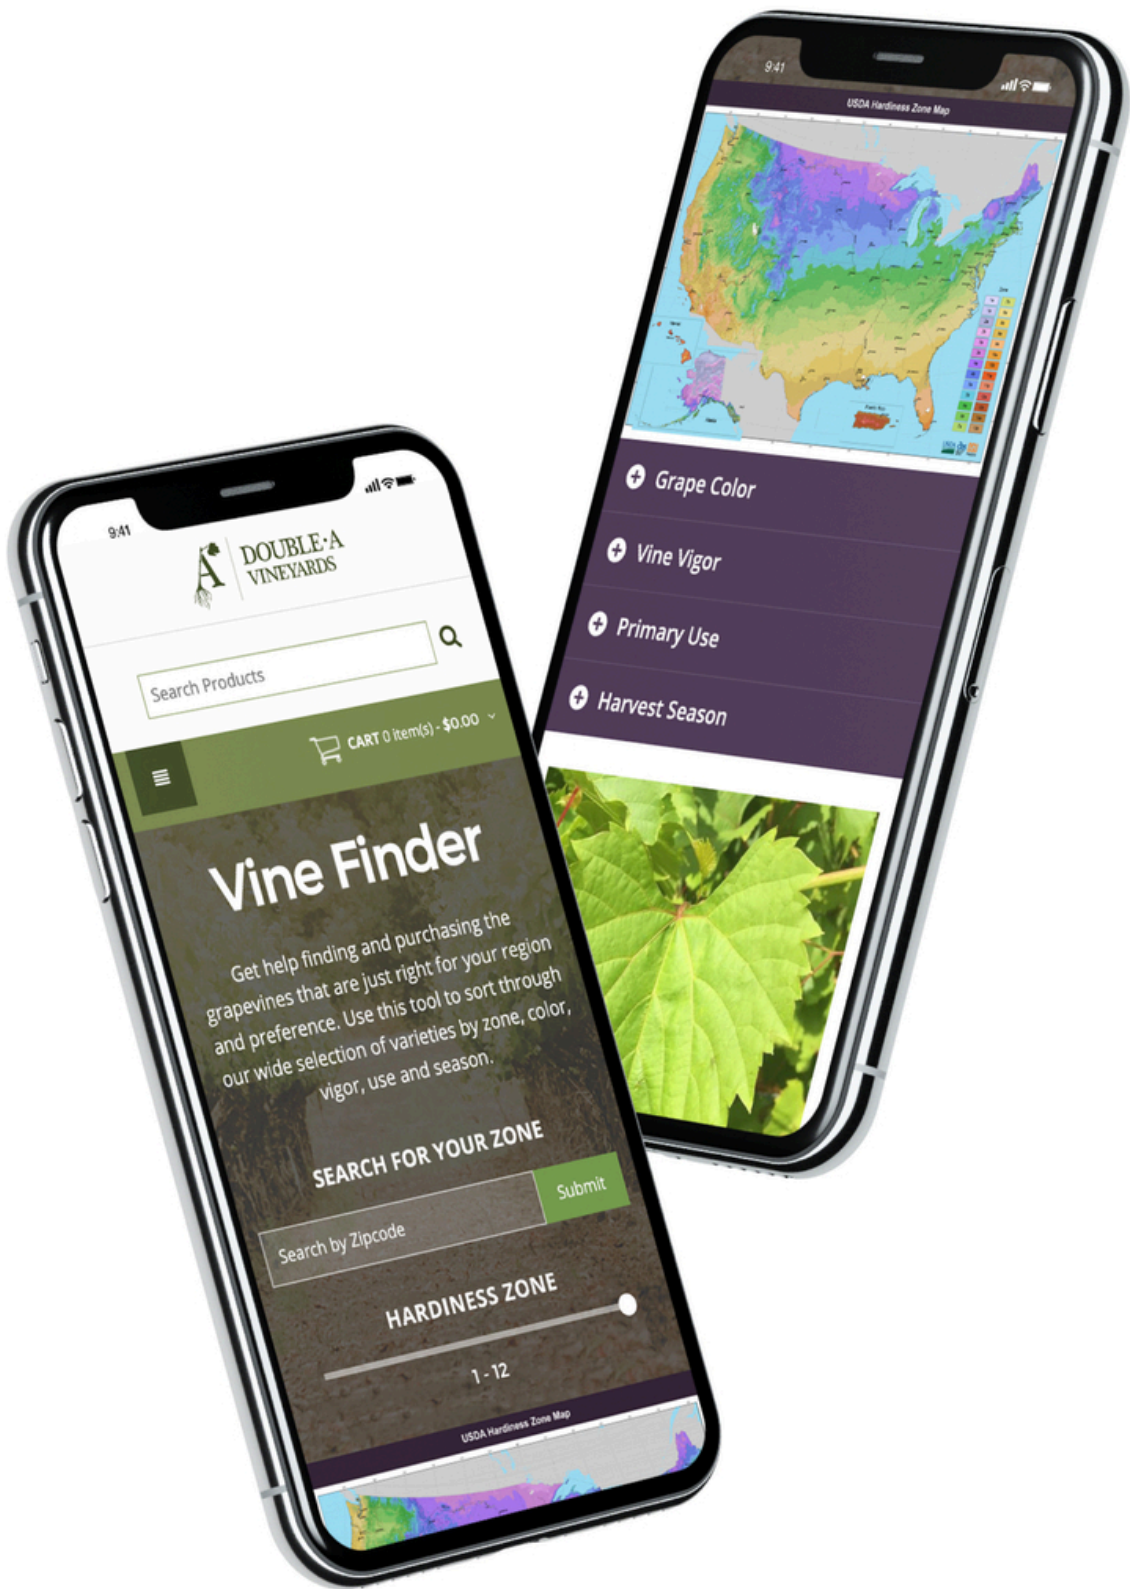 9:41
DOUBLE·A
VINEYARDS
Search Products
CART 0 item(s) - $0.00
Vine Finder
Get help finding and purchasing the
grapevines that are just right for your region
and preference. Use this tool to sort through
our wide selection of varieties by zone, color,
vigor, use and season.
SEARCH FOR YOUR ZONE
Search by Zipcode
Submit
HARDINESS ZONE
1 - 12
USDA Hardiness Zone Map
9:41
USDA Hardiness Zone Map
Grape Color
Vine Vigor
Primary Use
Harvest Season